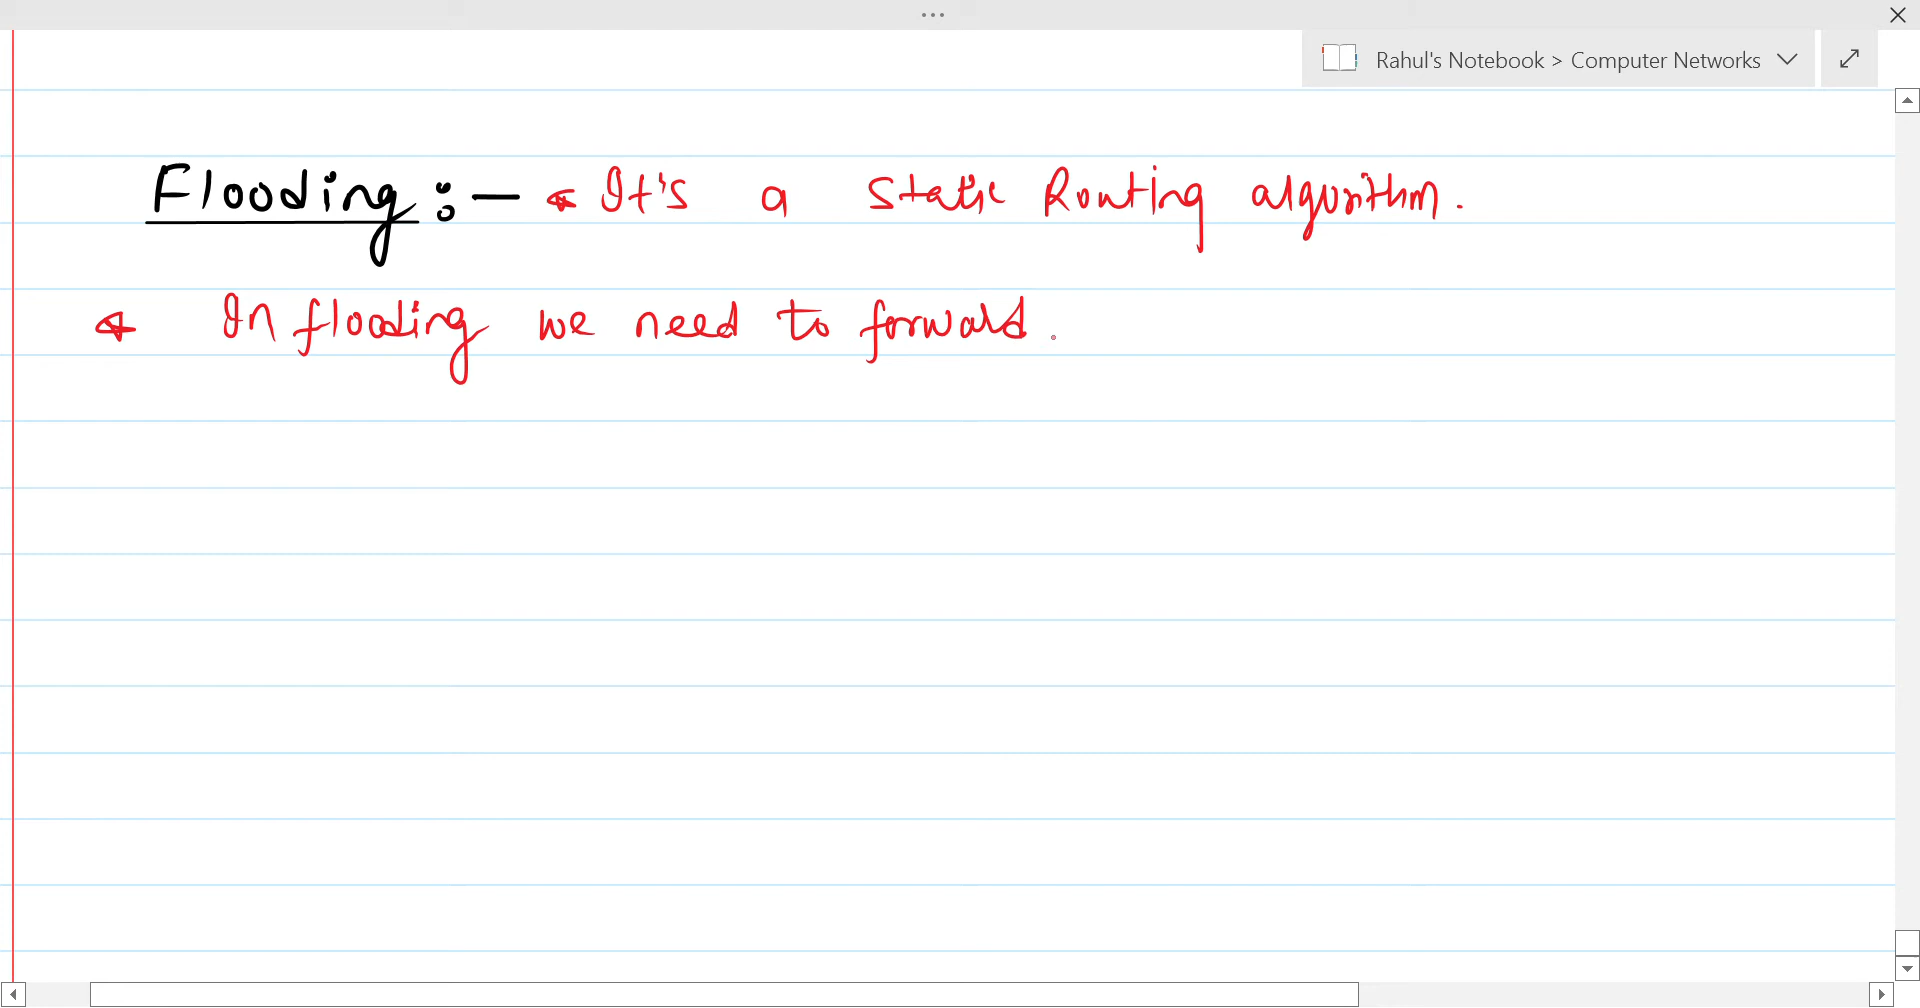 Rahul's Notebook > Computer Networks
Flooding :— * It's a Static Routing algorithm.
* In flooding we need to forward.